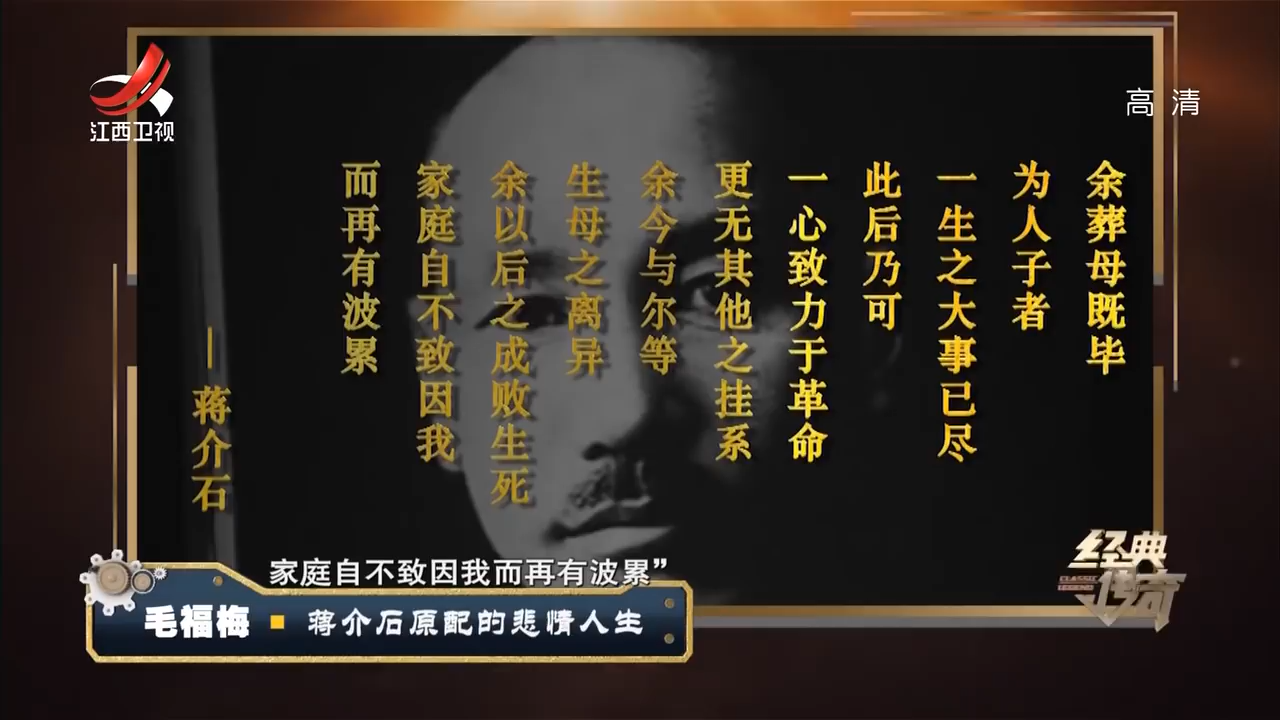 江西卫视
高清
余葬母既毕
为人子者
一生之大事已尽
此后乃可
一心致力于革命
更无其他之挂系
余今与尔等
生母之离异
余以后之成败生死
家庭自不致因我
而再有波累
—蒋介石
经典传奇
CLASSIC
LEGEND
家庭自不致因我而再有波累”
毛福梅 ■ 蒋介石原配的悲情人生